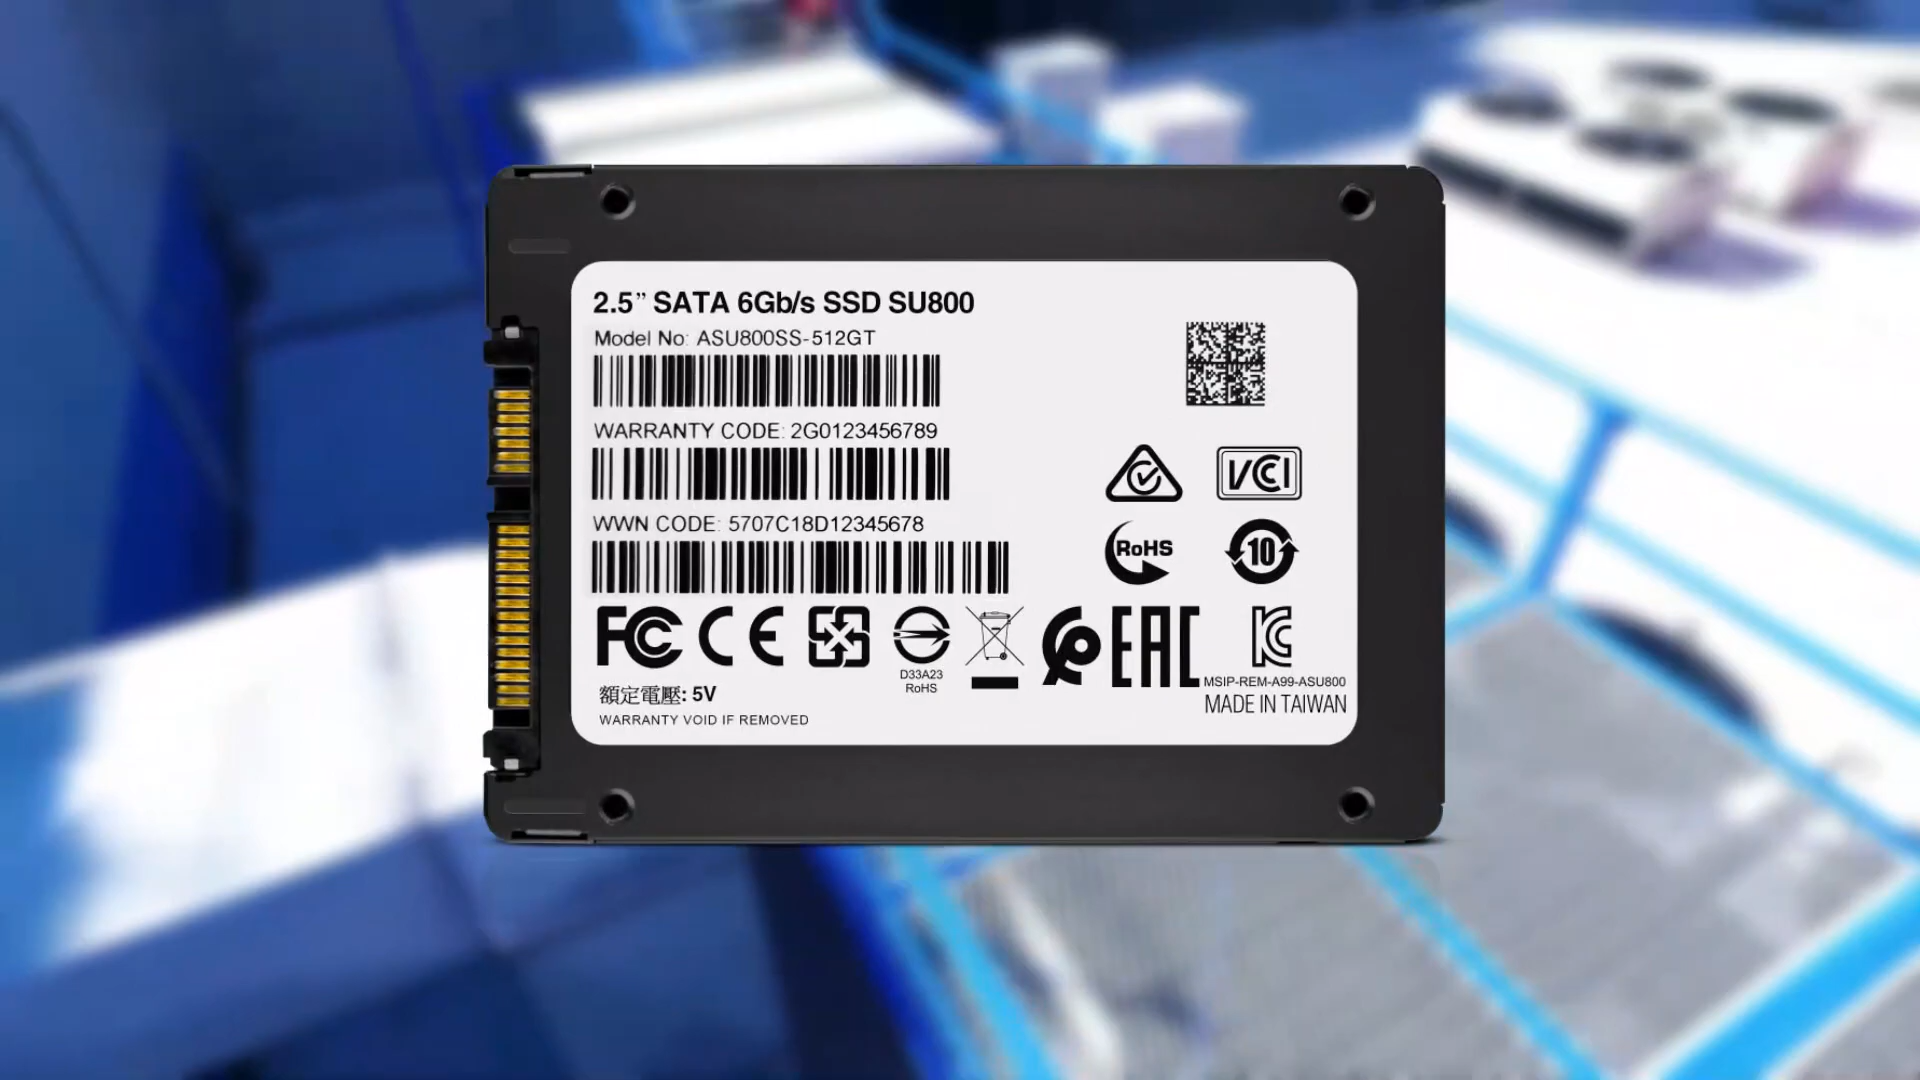 2.5” SATA 6Gb/s SSD SU800
Model No: ASU800SS-512GT
WARRANTY CODE: 2G0123456789
WWN CODE: 5707C18D12345678
VCI
RoHS
10
FC CE EAC KC
D33A23
RoHS
MSIP-REM-A99-ASU800
額定電壓: 5V
MADE IN TAIWAN
WARRANTY VOID IF REMOVED